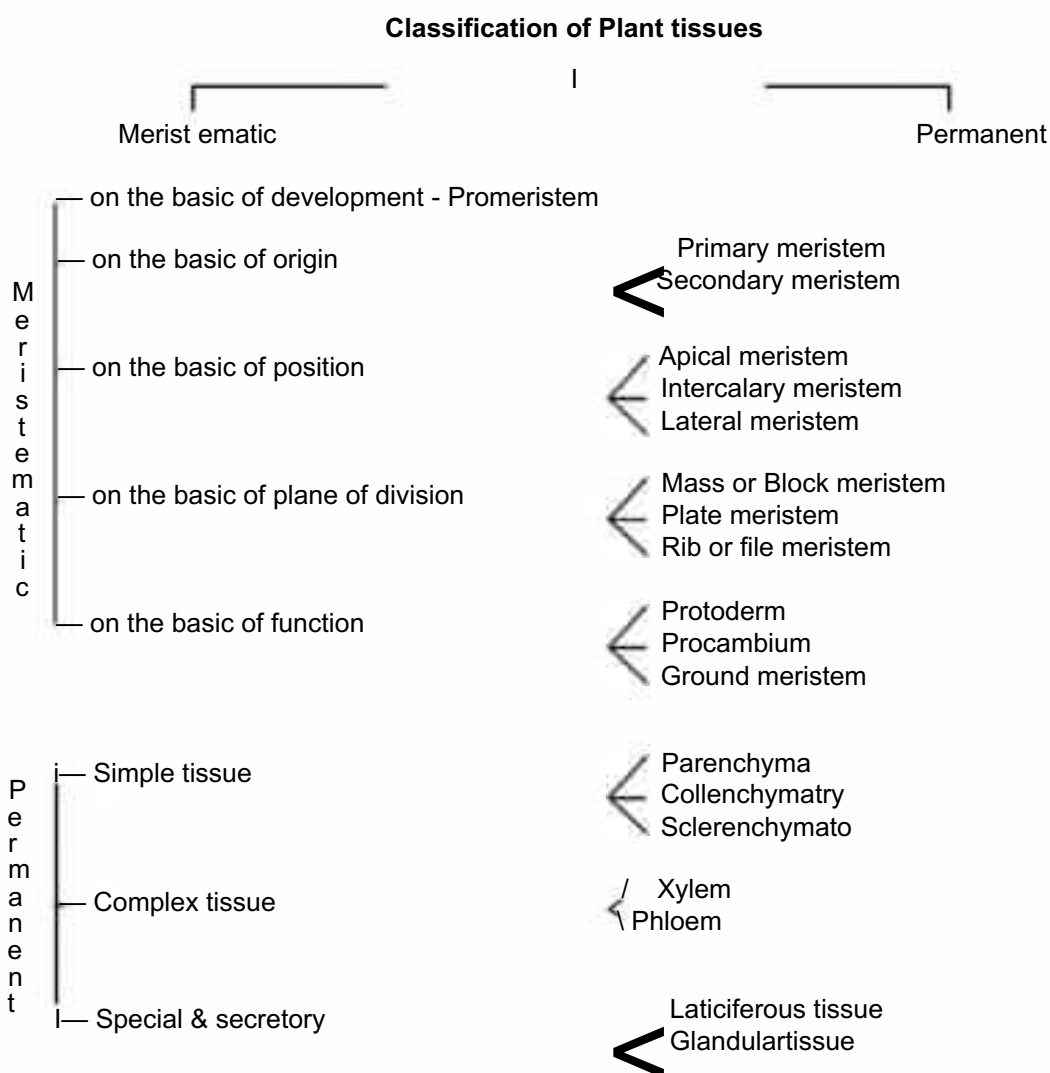 Classification of Plant tissues
Merist ematic
Permanent
Meristematic
— on the basic of development - Promeristem
— on the basic of origin
Primary meristem
Secondary meristem
— on the basic of position
Apical meristem
Intercalary meristem
Lateral meristem
— on the basic of plane of division
Mass or Block meristem
Plate meristem
Rib or file meristem
— on the basic of function
Protoderm
Procambium
Ground meristem
Permanent
i— Simple tissue
Parenchyma
Collenchymatry
Sclerenchymato
— Complex tissue
/ Xylem
\ Phloem
l— Special & secretory
Laticiferous tissue
Glandulartissue